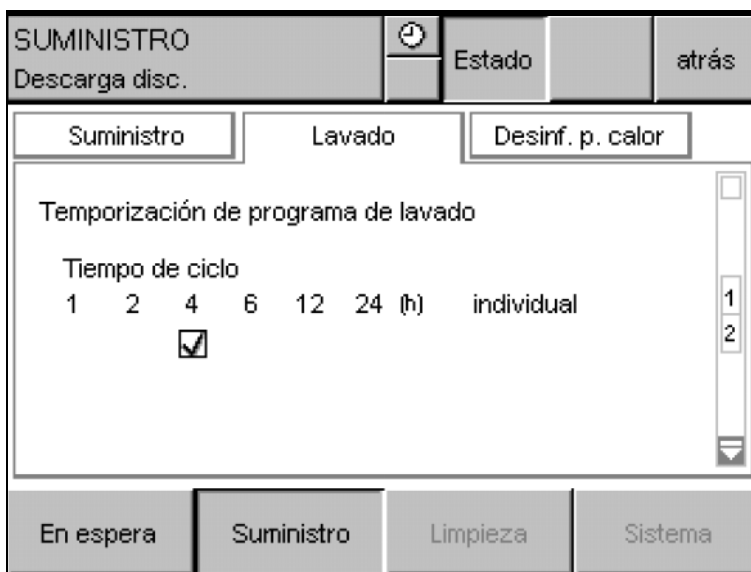 SUMINISTRO
Descarga disc.
Estado
atrás
Suministro
Lavado
Desinf. p. calor
Temporización de programa de lavado
Tiempo de ciclo
1 2 4 6 12 24 (h) individual
1
2
En espera
Suministro
Limpieza
Sistema